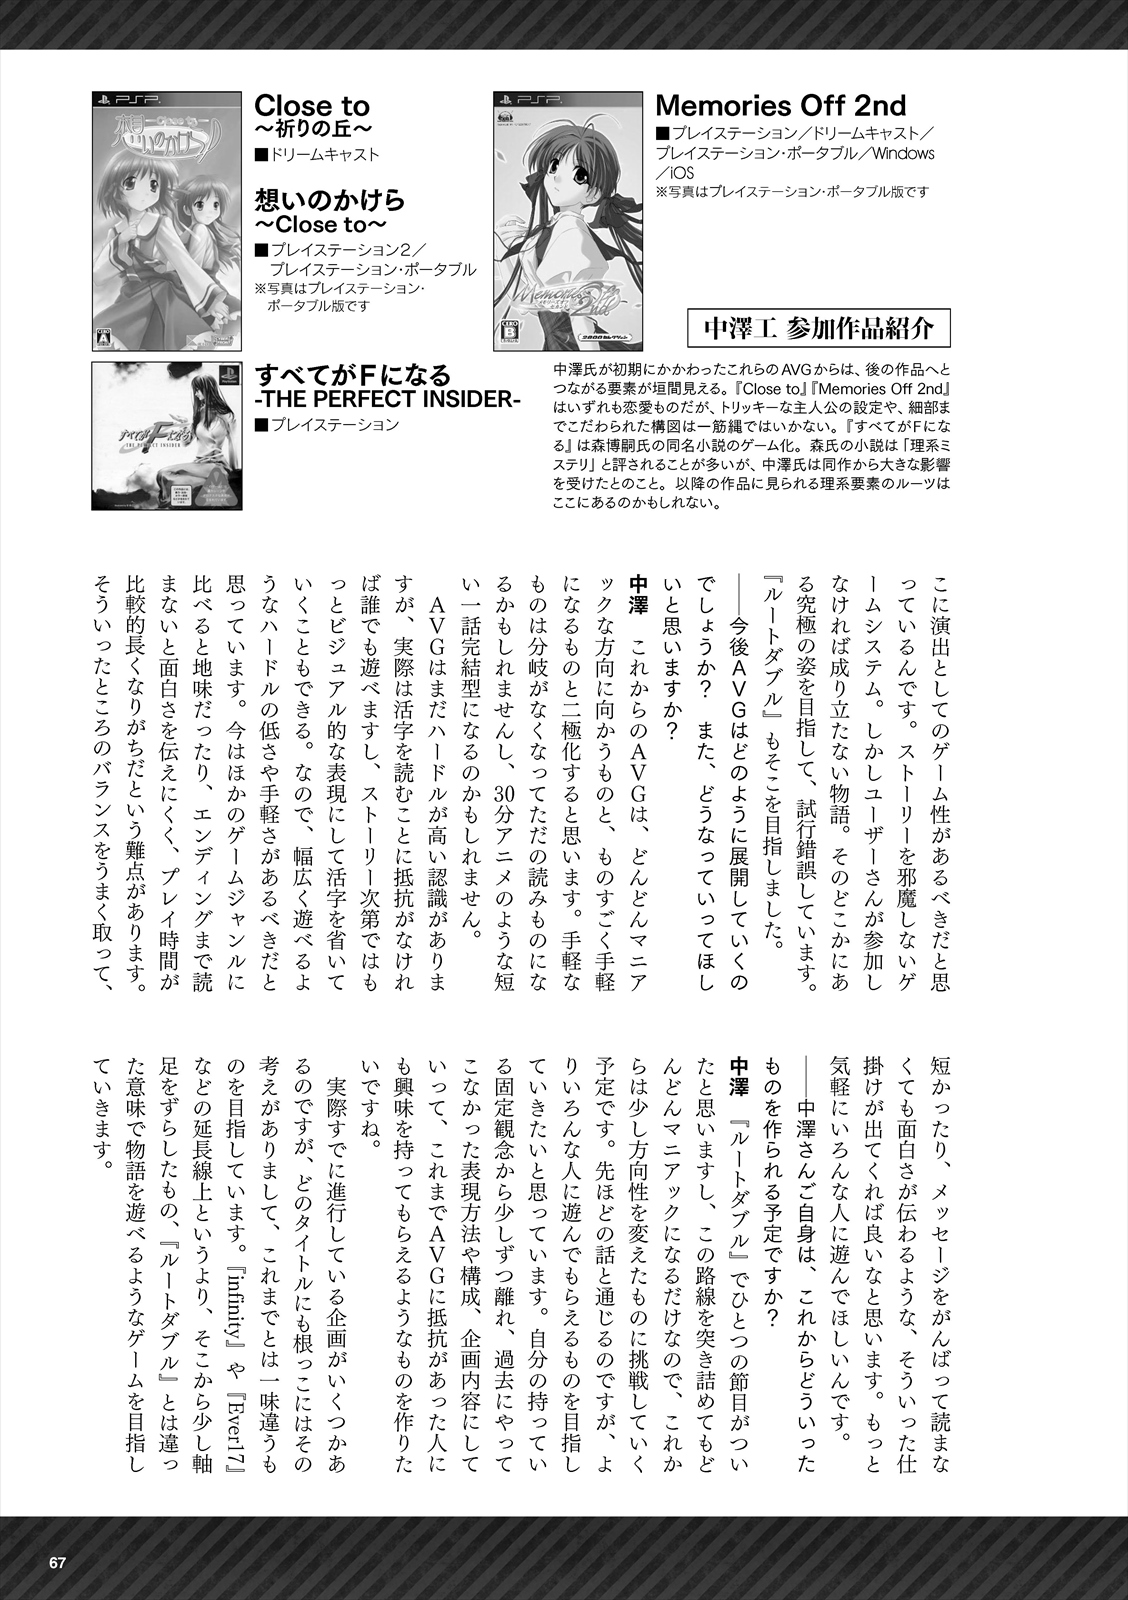 Close to
～祈りの丘～
■ドリームキャスト
想いのかけら
～Close to～
■プレイステーション2／
プレイステーション・ポータブル
※写真はプレイステーション・
ポータブル版です
すべてがFになる
-THE PERFECT INSIDER-
■プレイステーション
Memories Off 2nd
■プレイステーション／ドリームキャスト／
プレイステーション・ポータブル／Windows
／iOS
※写真はプレイステーション・ポータブル版です
PSP
想いのかけら
Close to
A
PSP
Memories Off 2nd
B
すべてがFになる
THE PERFECT INSIDER
中澤工 参加作品紹介
中澤氏が初期にかかわったこれらのAVGからは、後の作品へと
つながる要素が垣間見える。『Close to』『Memories Off 2nd』
はいずれも恋愛ものだが、トリッキーな主人公の設定や、細部ま
でこだわられた構図は一筋縄ではいかない。『すべてがFにな
る』は森博嗣氏の同名小説のゲーム化。森氏の小説は「理系ミ
ステリ」と評されることが多いが、中澤氏は同作から大きな影響
を受けたとのこと。以降の作品に見られる理系要素のルーツは
ここにあるのかもしれない。
こに演出としてのゲーム性があるべきだと思
っているんです。ストーリーを邪魔しないゲ
ームシステム。しかしユーザーさんが参加し
なければ成り立たない物語。そのどこかにあ
る究極の姿を目指して、試行錯誤しています。
『ルートダブル』もそこを目指しました。
――今後AVGはどのように展開していくの
でしょうか？　また、どうなっていってほし
いと思いますか？
中澤　これからのAVGは、どんどんマニア
ックな方向に向かうものと、ものすごく手軽
になるものと二極化すると思います。手軽な
ものは分岐がなくなってただの読みものにな
るかもしれませんし、30分アニメのような短
い一話完結型になるのかもしれません。
　AVGはまだハードルが高い認識がありま
すが、実際は活字を読むことに抵抗がなけれ
ば誰でも遊べますし、ストーリー次第ではも
っとビジュアル的な表現にして活字を省いて
いくこともできる。なので、幅広く遊べるよ
うなハードルの低さや手軽さがあるべきだと
思っています。今はほかのゲームジャンルに
比べると地味だったり、エンディングまで読
まないと面白さを伝えにくく、プレイ時間が
比較的長くなりがちだという難点があります。
そういったところのバランスをうまく取って、
短かったり、メッセージをがんばって読まな
くても面白さが伝わるような、そういった仕
掛けが出てくれば良いなと思います。もっと
気軽にいろんな人に遊んでほしいんです。
――中澤さんご自身は、これからどういった
ものを作られる予定ですか？
中澤　『ルートダブル』でひとつの節目がつい
たと思いますし、この路線を突き詰めてもど
んどんマニアックになるだけなので、これか
らは少し方向性を変えたものに挑戦していく
予定です。先ほどの話と通じるのですが、よ
りいろんな人に遊んでもらえるものを目指し
ていきたいと思っています。自分の持ってい
る固定観念から少しずつ離れ、過去にやって
こなかった表現方法や構成、企画内容にして
いって、これまでAVGに抵抗があった人に
も興味を持ってもらえるようなものを作りた
いですね。
　実際すでに進行している企画がいくつかあ
るのですが、どのタイトルにも根っこにはその
考えがありまして、これまでとは一味違うも
のを目指しています。『infinity』や『Ever17』
などの延長線上というより、そこから少し軸
足をずらしたもの、『ルートダブル』とは違っ
た意味で物語を遊べるようなゲームを目指し
ていきます。
67